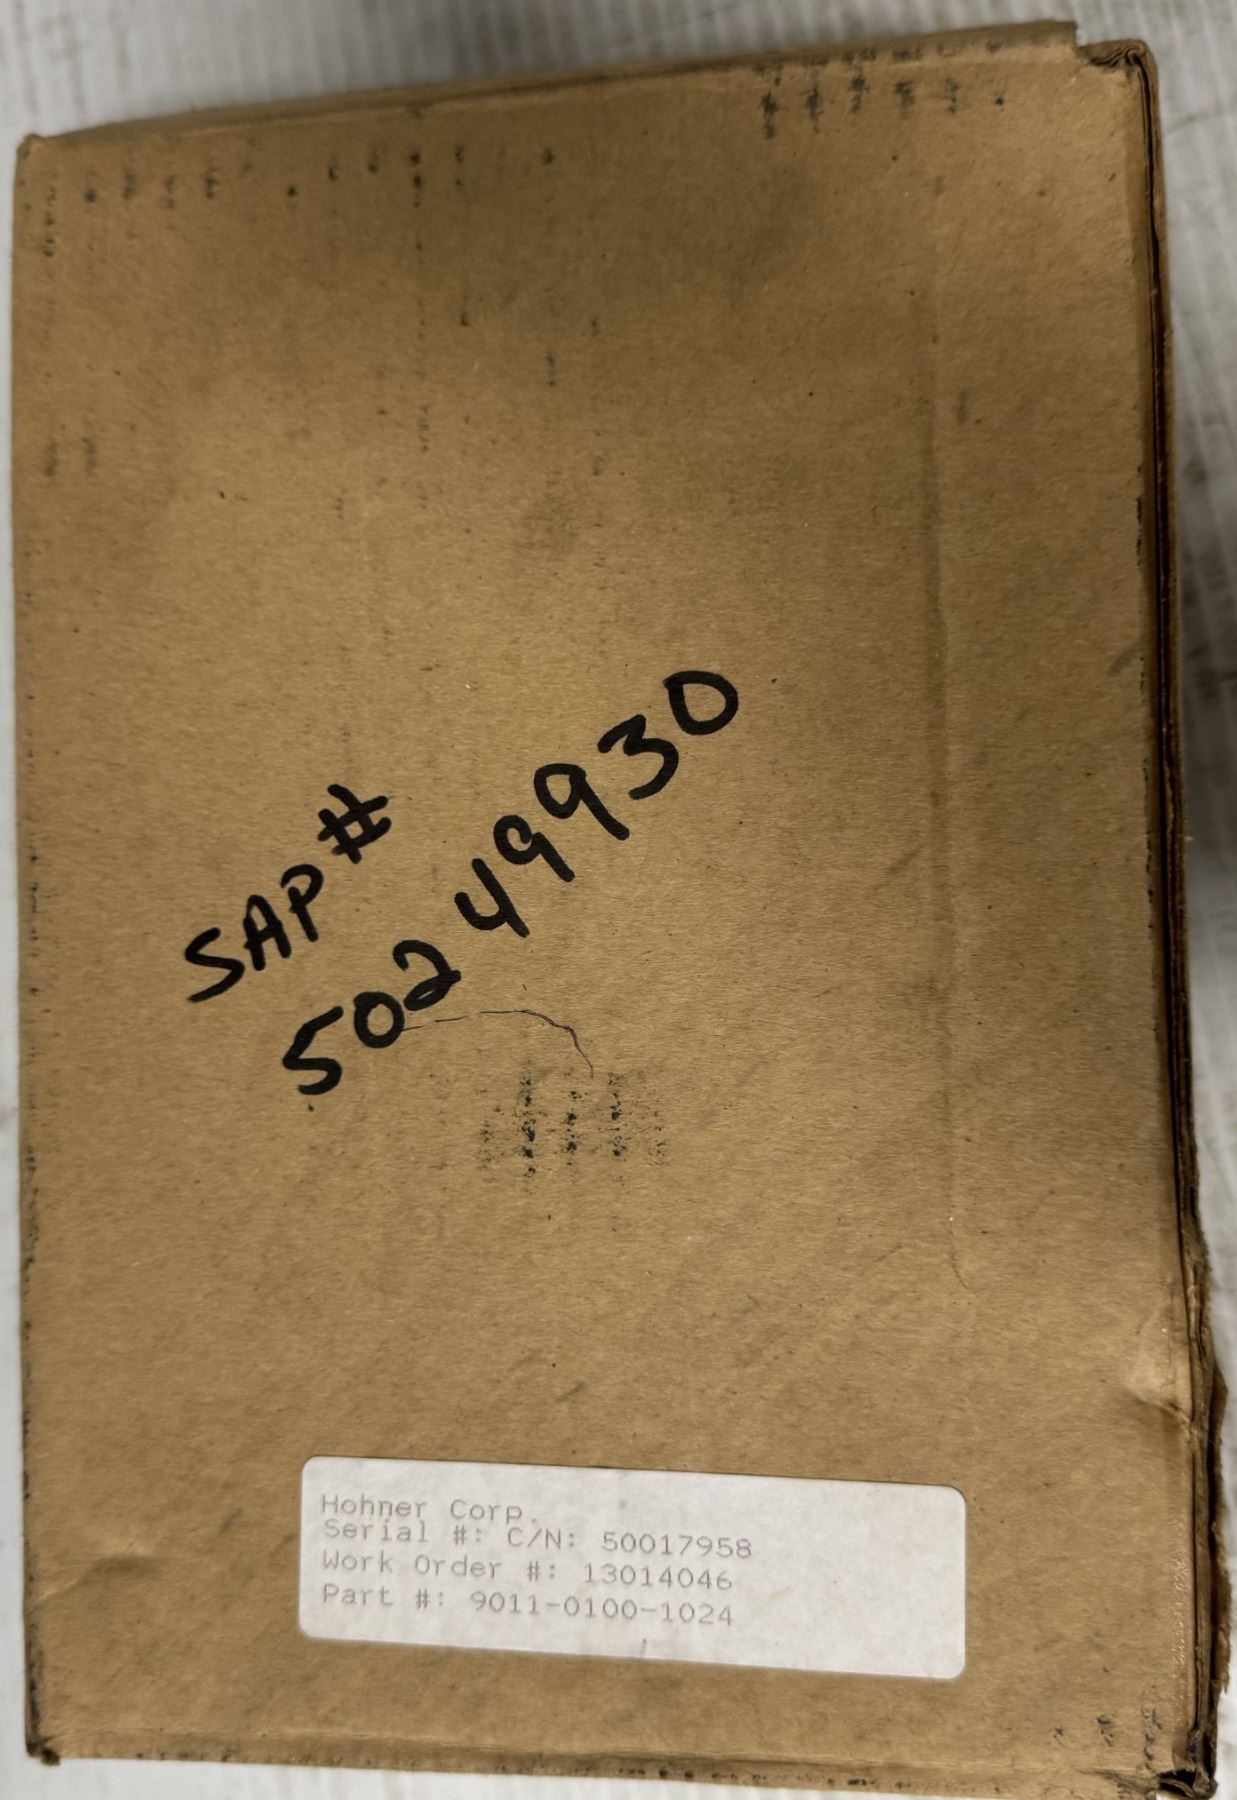 SAP #
50249930
Hohner Corp.
Serial #: C/N: 50017958
Work Order #: 13014046
Part #: 9011-0100-1024